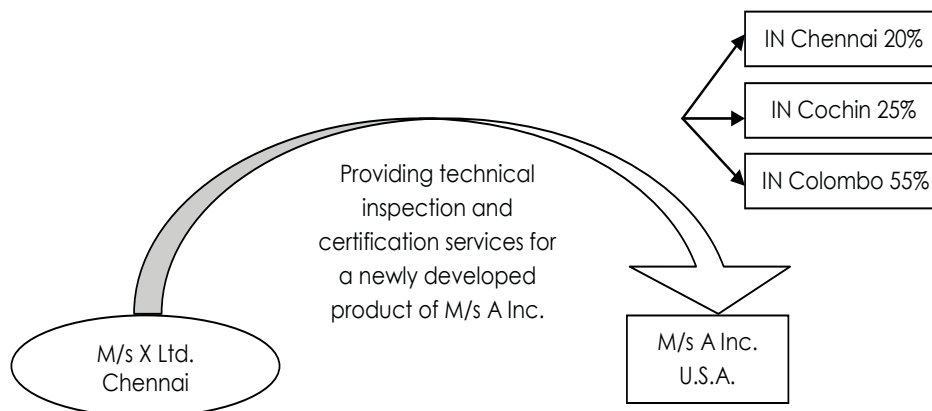 IN Chennai 20%
IN Cochin 25%
IN Colombo 55%
Providing technical
inspection and
certification services for
a newly developed
product of M/s A Inc.
M/s X Ltd.
Chennai
M/s A Inc.
U.S.A.